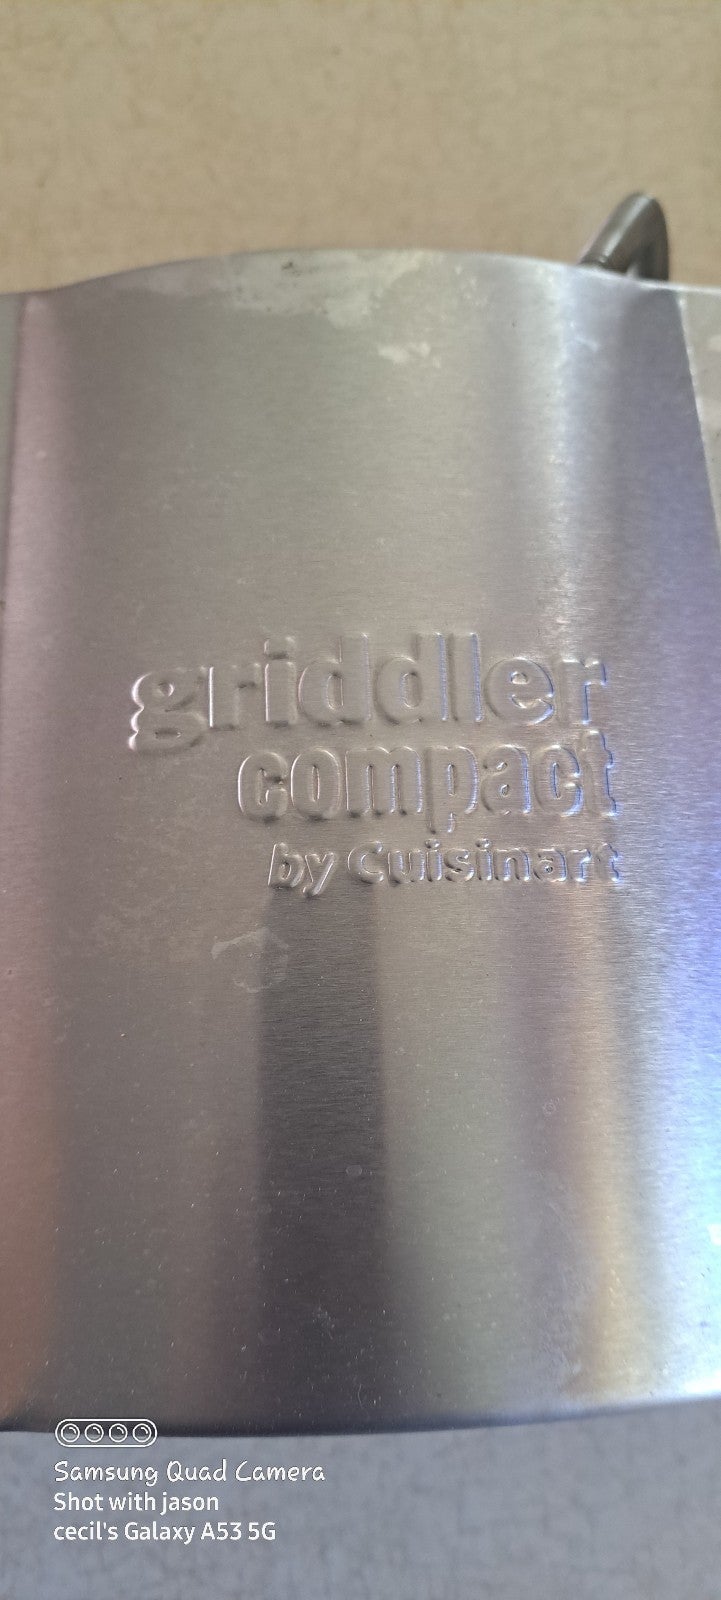 griddler
compact
by Cuisinart
Samsung Quad Camera
Shot with jason
cecil's Galaxy A53 5G